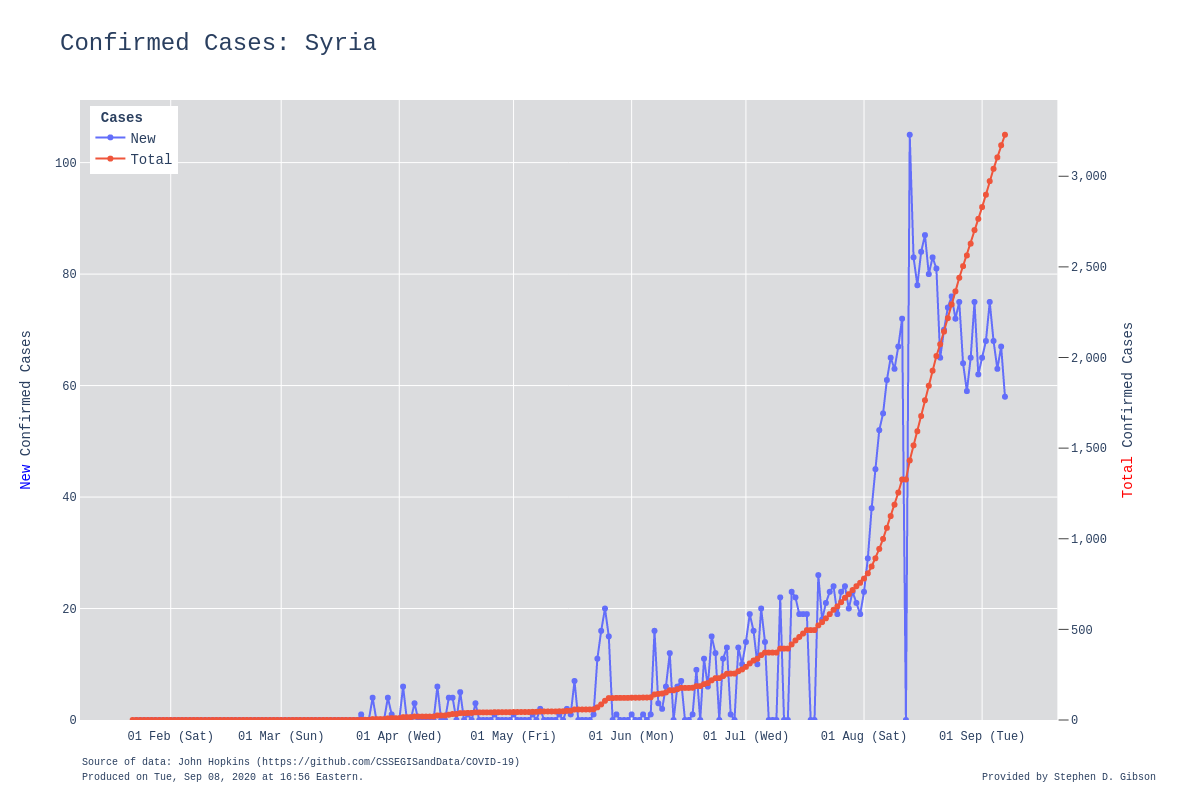 Confirmed Cases: Syria
Cases
New
Total
100
80
60
40
20
0
3,000
2,500
2,000
1,500
1,000
500
0
New Confirmed Cases
Total Confirmed Cases
01 Feb (Sat)
01 Mar (Sun)
01 Apr (Wed)
01 May (Fri)
01 Jun (Mon)
01 Jul (Wed)
01 Aug (Sat)
01 Sep (Tue)
Source of data: John Hopkins (https://github.com/CSSEGISandData/COVID-19)
Produced on Tue, Sep 08, 2020 at 16:56 Eastern.
Provided by Stephen D. Gibson